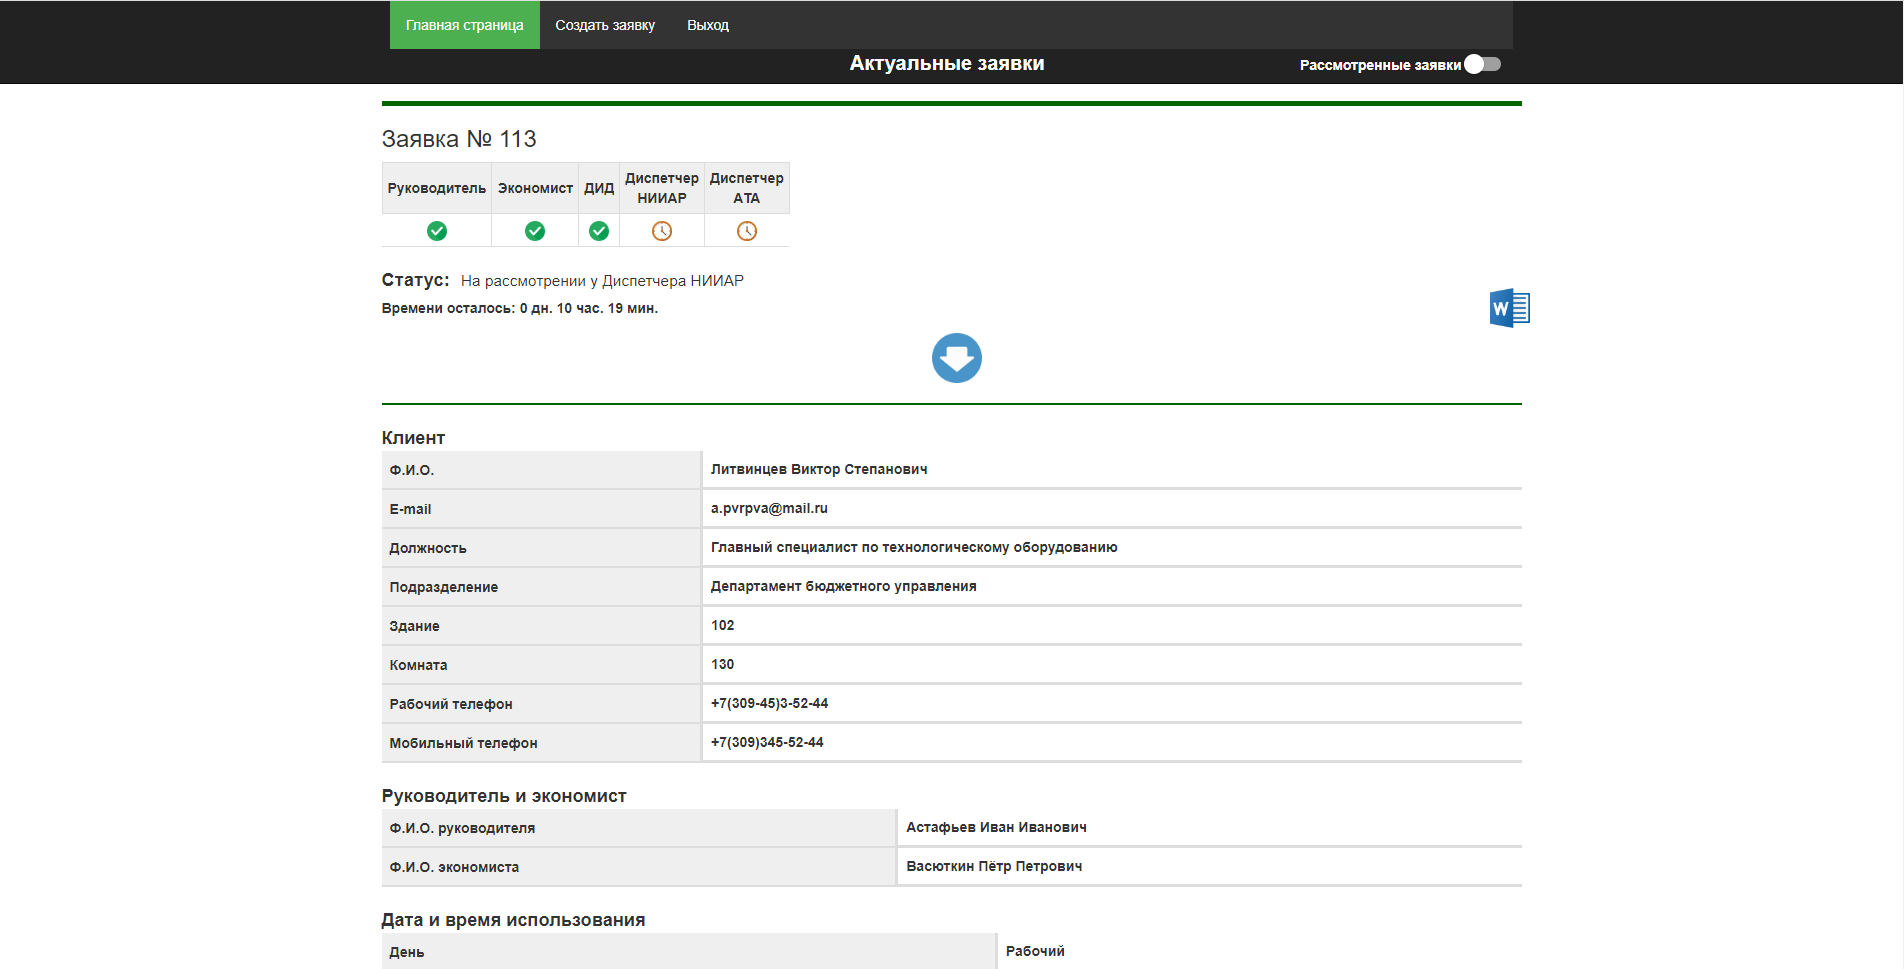 Главная страница Создать заявку Выход
Актуальные заявки Рассмотренные заявки
Заявка № 113
Руководитель Экономист ДИД Диспетчер НИИАР Диспетчер АТА
Статус: На рассмотрении у Диспетчера НИИАР
Времени осталось: 0 дн. 10 час. 19 мин.
W
Клиент
Ф.И.О. Литвинцев Виктор Степанович
E-mail a.pvrpva@mail.ru
Должность Главный специалист по технологическому оборудованию
Подразделение Департамент бюджетного управления
Здание 102
Комната 130
Рабочий телефон +7(309-45)3-52-44
Мобильный телефон +7(309)345-52-44
Руководитель и экономист
Ф.И.О. руководителя Астафьев Иван Иванович
Ф.И.О. экономиста Васюткин Пётр Петрович
Дата и время использования
День Рабочий